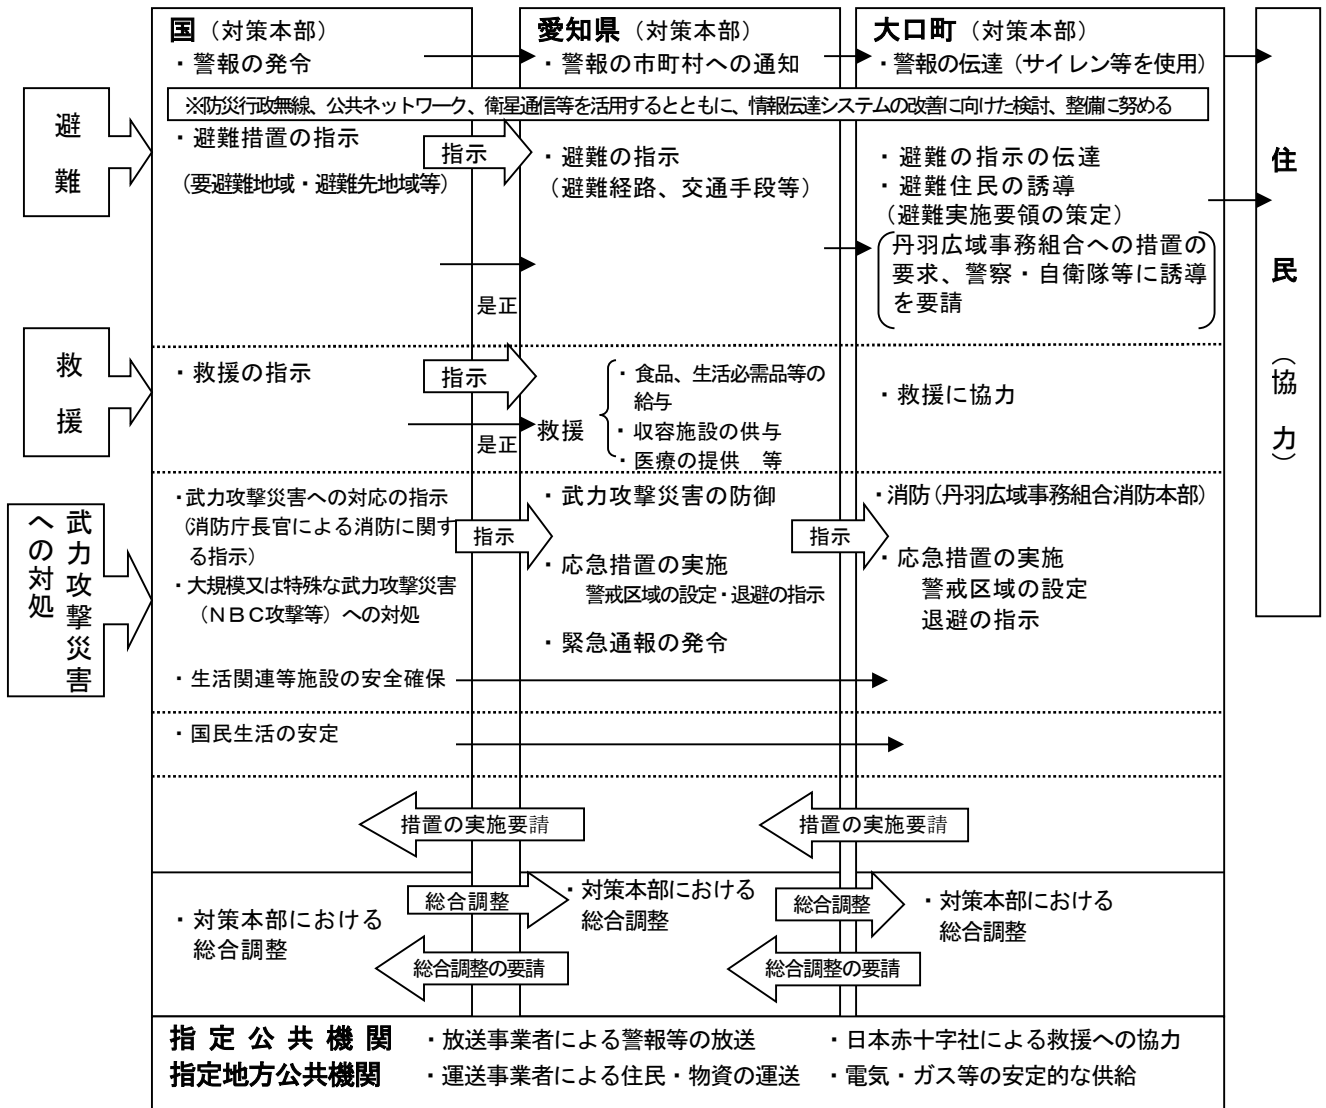 国（対策本部）
・警報の発令
愛知県（対策本部）
・警報の市町村への通知
大口町（対策本部）
・警報の伝達（サイレン等を使用）
※防災行政無線、公共ネットワーク、衛星通信等を活用するとともに、情報伝達システムの改善に向けた検討、整備に努める
避難
・避難措置の指示
（要避難地域・避難先地域等）
指示
・避難の指示
（避難経路、交通手段等）
・避難の指示の伝達
・避難住民の誘導
（避難実施要領の策定）
丹羽広域事務組合への措置の
要求、警察・自衛隊等に誘導
を要請
是正
住民（協力）
救援
・救援の指示
指示
是正
救援
・食品、生活必需品等の
給与
・収容施設の供与
・医療の提供　等
・救援に協力
武力攻撃災害
への対処
・武力攻撃災害への対応の指示
（消防庁長官による消防に関す
る指示）
・大規模又は特殊な武力攻撃災害
（ＮＢＣ攻撃等）への対処
・生活関連等施設の安全確保
指示
・武力攻撃災害の防御
・応急措置の実施
警戒区域の設定・退避の指示
・緊急通報の発令
指示
・消防（丹羽広域事務組合消防本部）
・応急措置の実施
警戒区域の設定
退避の指示
・国民生活の安定
措置の実施要請
措置の実施要請
・対策本部における
総合調整
総合調整
総合調整の要請
・対策本部における
総合調整
総合調整
総合調整の要請
・対策本部における
総合調整
指定公共機関
指定地方公共機関
・放送事業者による警報等の放送
・日本赤十字社による救援への協力
・運送事業者による住民・物資の運送
・電気・ガス等の安定的な供給